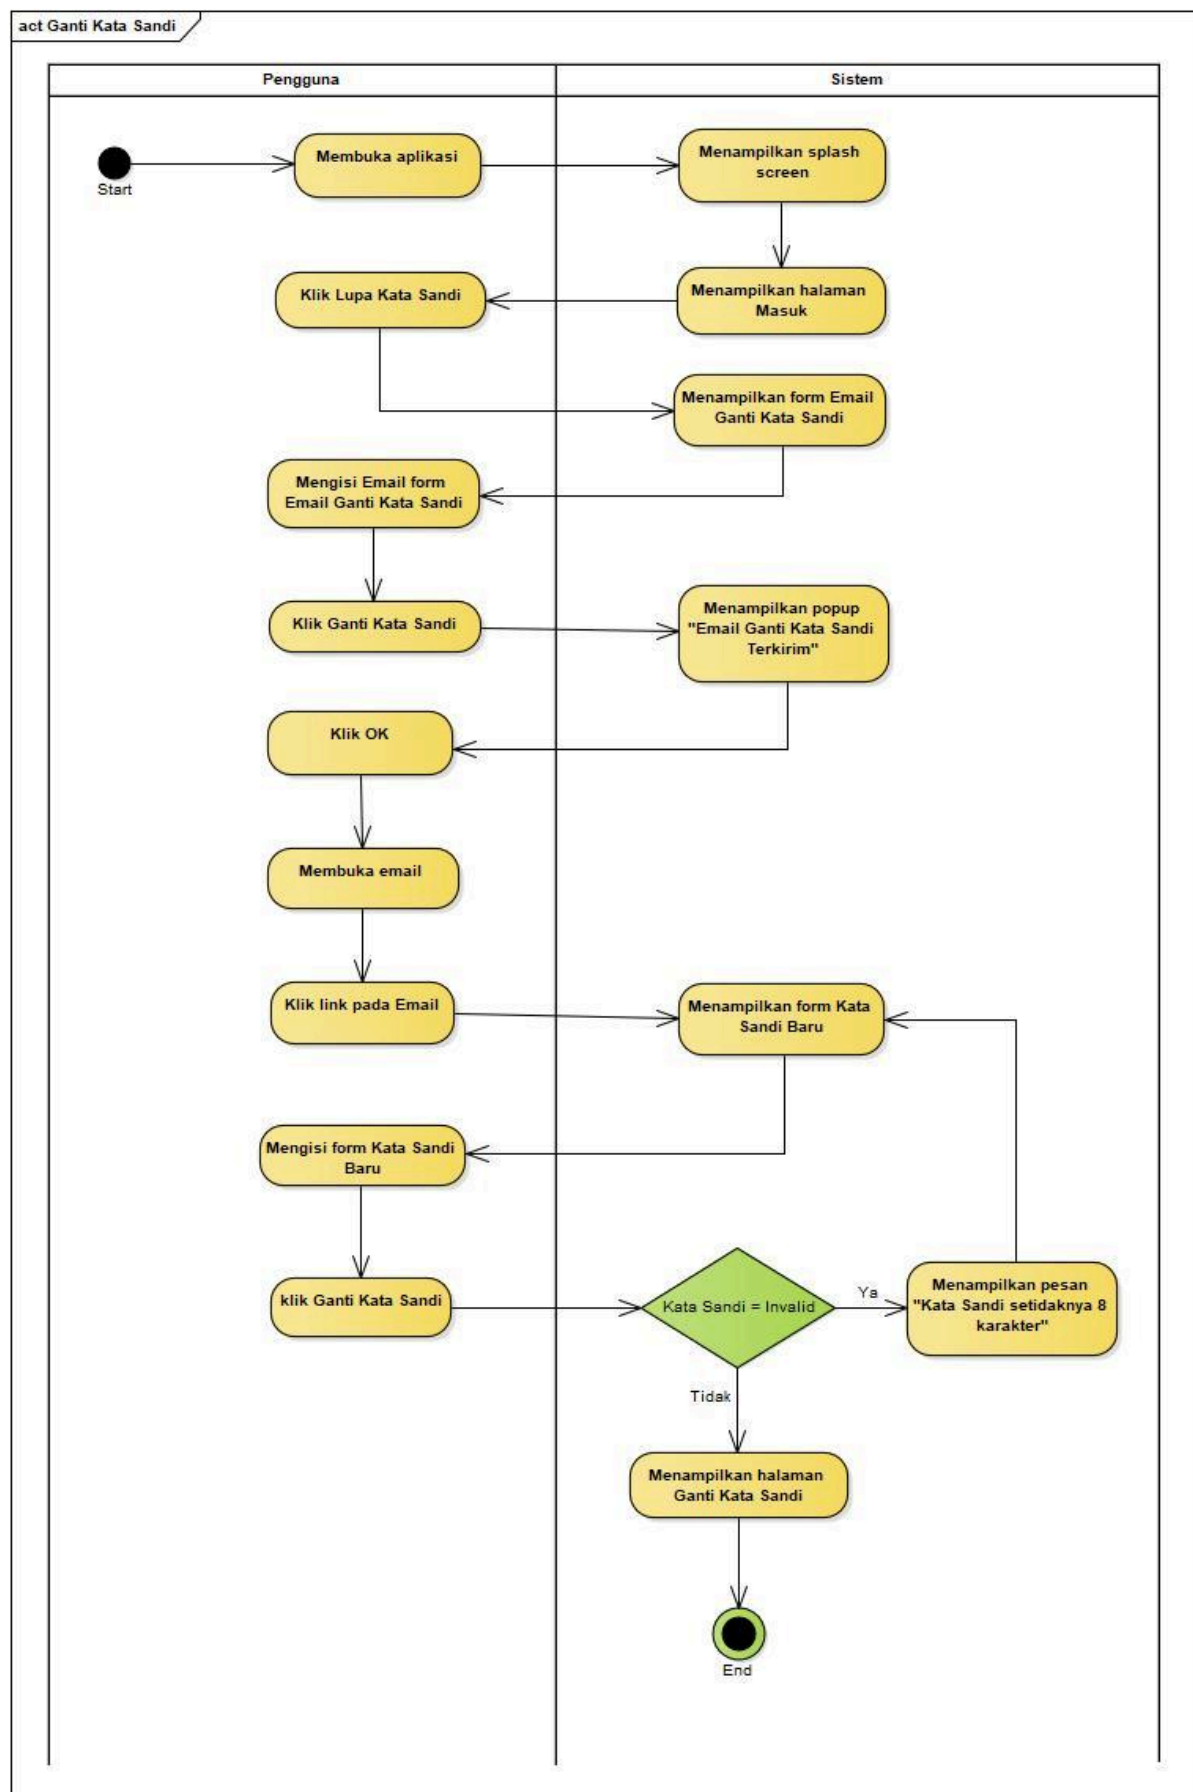 act Ganti Kata Sandi
Pengguna
Sistem
Start
Membuka aplikasi
Menampilkan splash
screen
Menampilkan halaman
Masuk
Klik Lupa Kata Sandi
Menampilkan form Email
Ganti Kata Sandi
Mengisi Email form
Email Ganti Kata Sandi
Klik Ganti Kata Sandi
Menampilkan popup
"Email Ganti Kata Sandi
Terkirim"
Klik OK
Membuka email
Klik link pada Email
Menampilkan form Kata
Sandi Baru
Mengisi form Kata Sandi
Baru
klik Ganti Kata Sandi
Kata Sandi = Invalid
Ya
Menampilkan pesan
"Kata Sandi setidaknya 8
karakter"
Tidak
Menampilkan halaman
Ganti Kata Sandi
End